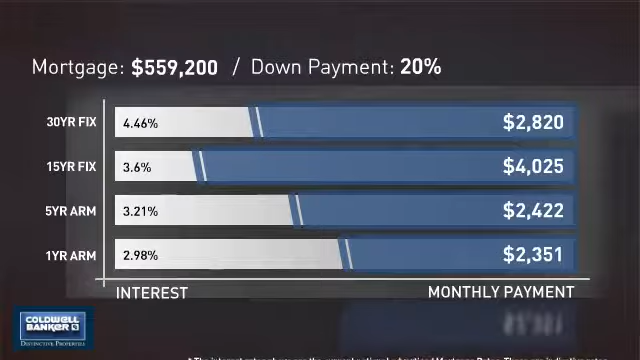 Mortgage: $559,200 / Down Payment: 20%
30YR FIX 4.46% $2,820
15YR FIX 3.6% $4,025
5YR ARM 3.21% $2,422
1YR ARM 2.98% $2,351
INTEREST MONTHLY PAYMENT
COLDWELL
BANKER
DISTINCTIVE PROPERTIES